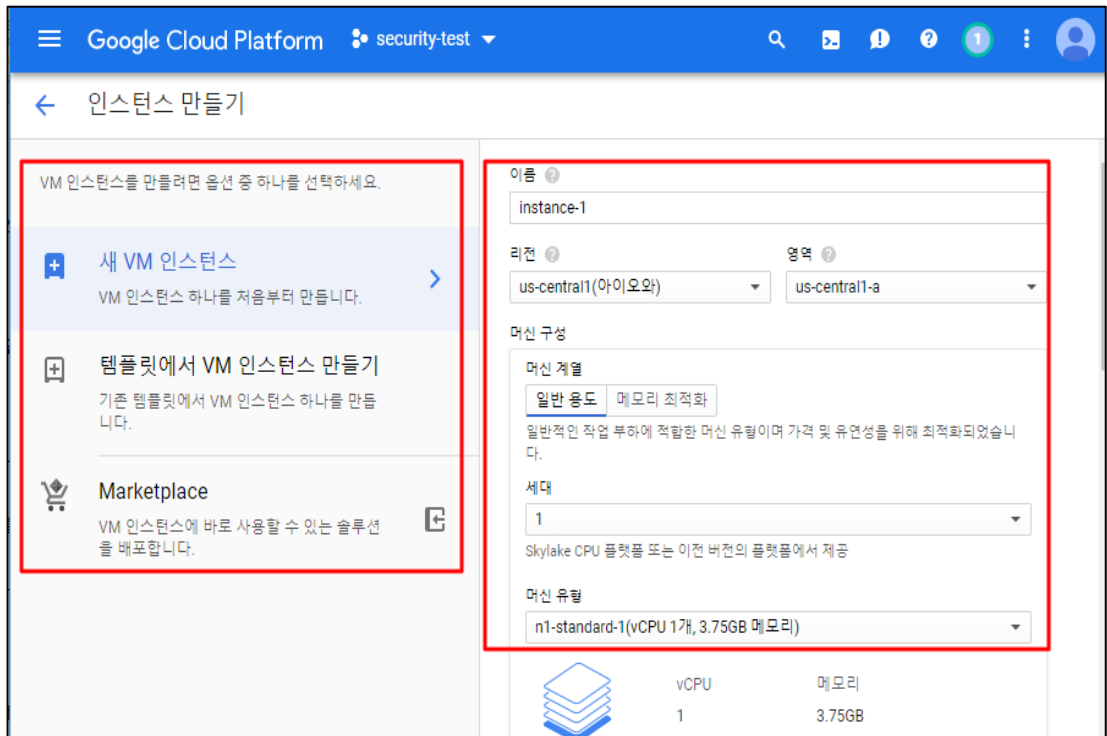 Google Cloud Platform security-test 1
인스턴스 만들기
VM 인스턴스를 만들려면 옵션 중 하나를 선택하세요.
새 VM 인스턴스
VM 인스턴스 하나를 처음부터 만듭니다.
템플릿에서 VM 인스턴스 만들기
기존 템플릿에서 VM 인스턴스 하나를 만듭
니다.
Marketplace
VM 인스턴스에 바로 사용할 수 있는 솔루션
을 배포합니다.
이름
instance-1
리전 영역
us-central1(아이오와) us-central1-a
머신 구성
머신 계열
일반 용도 메모리 최적화
일반적인 작업 부하에 적합한 머신 유형이며 가격 및 유연성을 위해 최적화되었습니
다.
세대
1
Skylake CPU 플랫폼 또는 이전 버전의 플랫폼에서 제공
머신 유형
n1-standard-1(vCPU 1개, 3.75GB 메모리)
vCPU 메모리
1 3.75GB